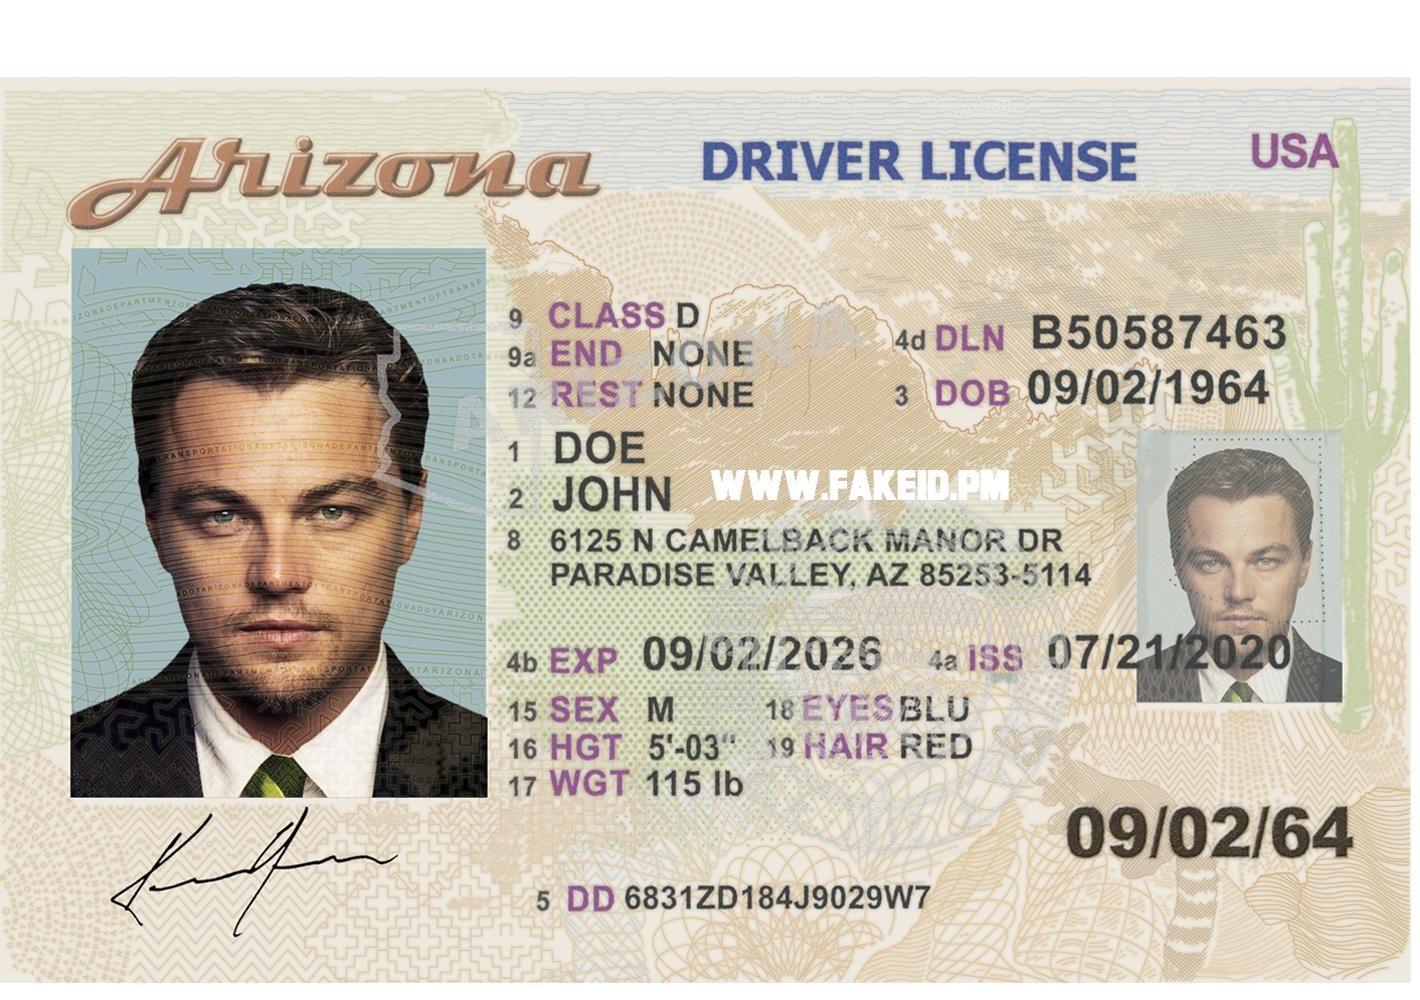 Arizona
DRIVER LICENSE
USA
9 CLASS D
9a END NONE
12 REST NONE
4d DLN B50587463
3 DOB 09/02/1964
1 DOE
2 JOHN
WWW.FAKEID.PM
8 6125 N CAMELBACK MANOR DR
PARADISE VALLEY, AZ 85253-5114
4b EXP 09/02/2026 4a ISS 07/21/2020
15 SEX M 18 EYES BLU
16 HGT 5'-03" 19 HAIR RED
17 WGT 115 lb
09/02/64
5 DD 6831ZD184J9029W7